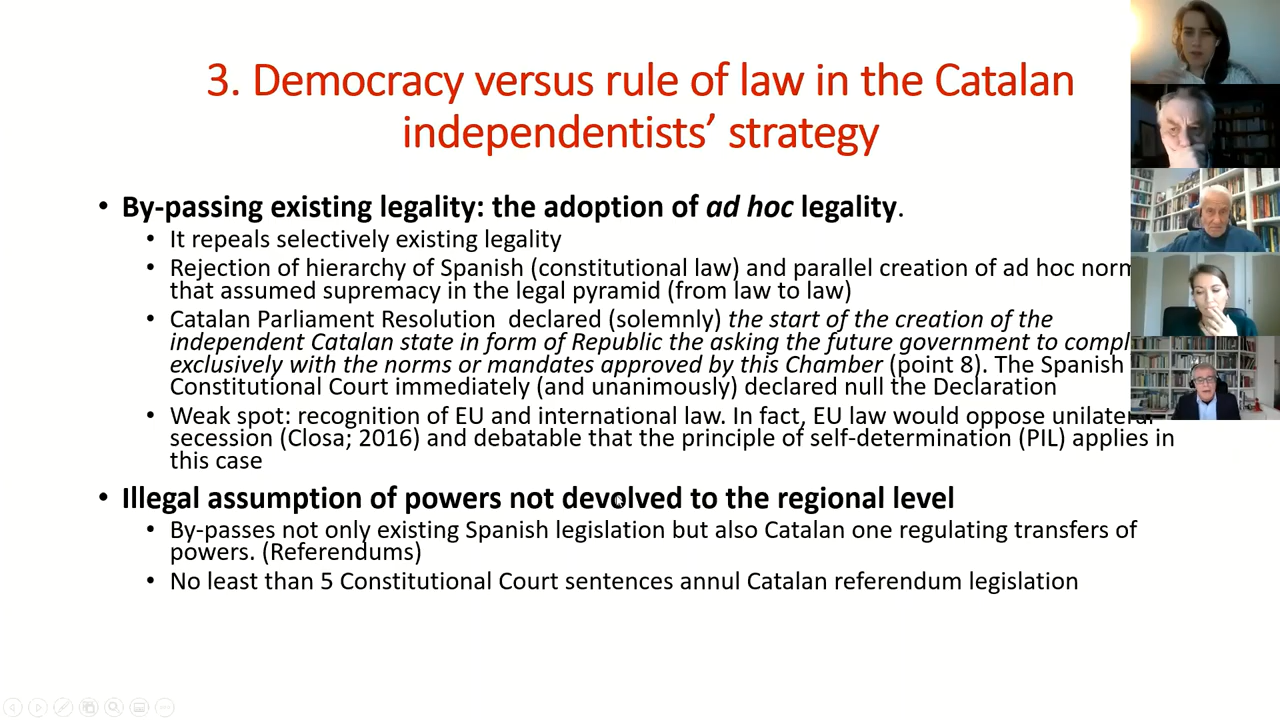 3. Democracy versus rule of law in the Catalan
independentists’ strategy
• By-passing existing legality: the adoption of ad hoc legality.
• It repeals selectively existing legality
• Rejection of hierarchy of Spanish (constitutional law) and parallel creation of ad hoc
that assumed supremacy in the legal pyramid (from law to law)
• Catalan Parliament Resolution declared (solemnly) the start of the creation of the
independent Catalan state in form of Republic the asking the future government to
exclusively with the norms or mandates approved by this Chamber (point 8). The Spanish
Constitutional Court immediately (and unanimously) declared null the Declaration
• Weak spot: recognition of EU and international law. In fact, EU law would oppose
secession (Closa; 2016) and debatable that the principle of self-determination (PIL) applies in
this case
• Illegal assumption of powers not devolved to the regional level
• By-passes not only existing Spanish legislation but also Catalan one regulating transfers of
powers. (Referendums)
• No least than 5 Constitutional Court sentences annul Catalan referendum legislation